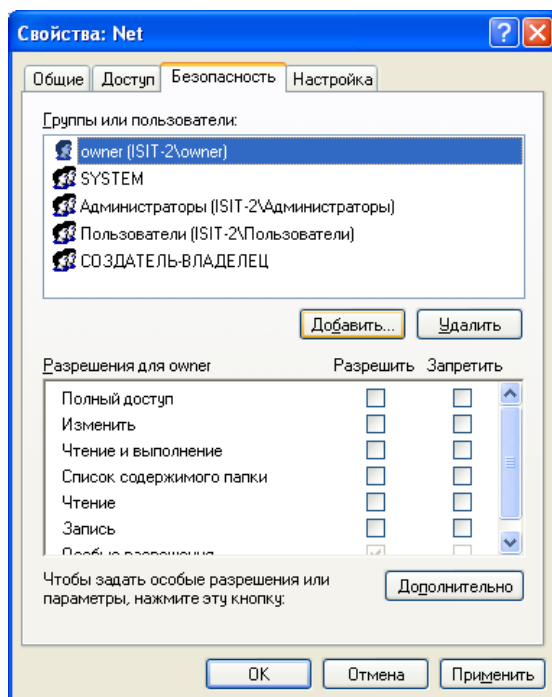 Свойства: Net
Общие Доступ Безопасность Настройка
Группы или пользователи:
owner (ISIT-2\owner)
SYSTEM
Администраторы (ISIT-2\Администраторы)
Пользователи (ISIT-2\Пользователи)
СОЗДАТЕЛЬ-ВЛАДЕЛЕЦ
Добавить... Удалить
Разрешения для owner Разрешить Запретить
Полный доступ
Изменить
Чтение и выполнение
Список содержимого папки
Чтение
Запись
Особые разрешения
Чтобы задать особые разрешения или
параметры, нажмите эту кнопку:
Дополнительно
OK Отмена Применить